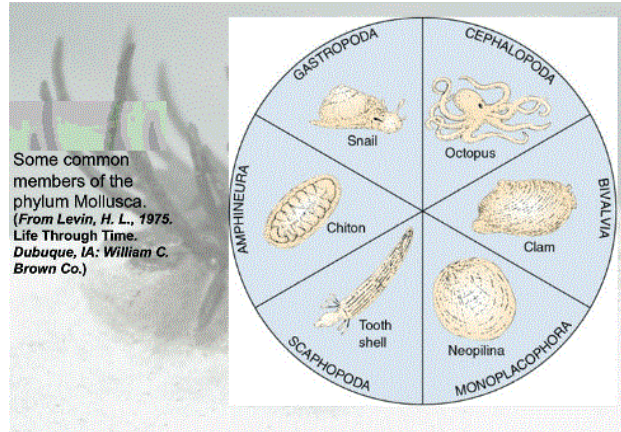 Some common
members of the
phylum Mollusca.
(From Levin, H. L., 1975.
Life Through Time.
Dubuque, IA: William C.
Brown Co.)
GASTROPODA
CEPHALOPODA
Snail
Octopus
AMPHINEURA
BIVALVIA
Chiton
Clam
Tooth
shell
Neopilina
SCAPHOPODA
MONOPLACOPHORA